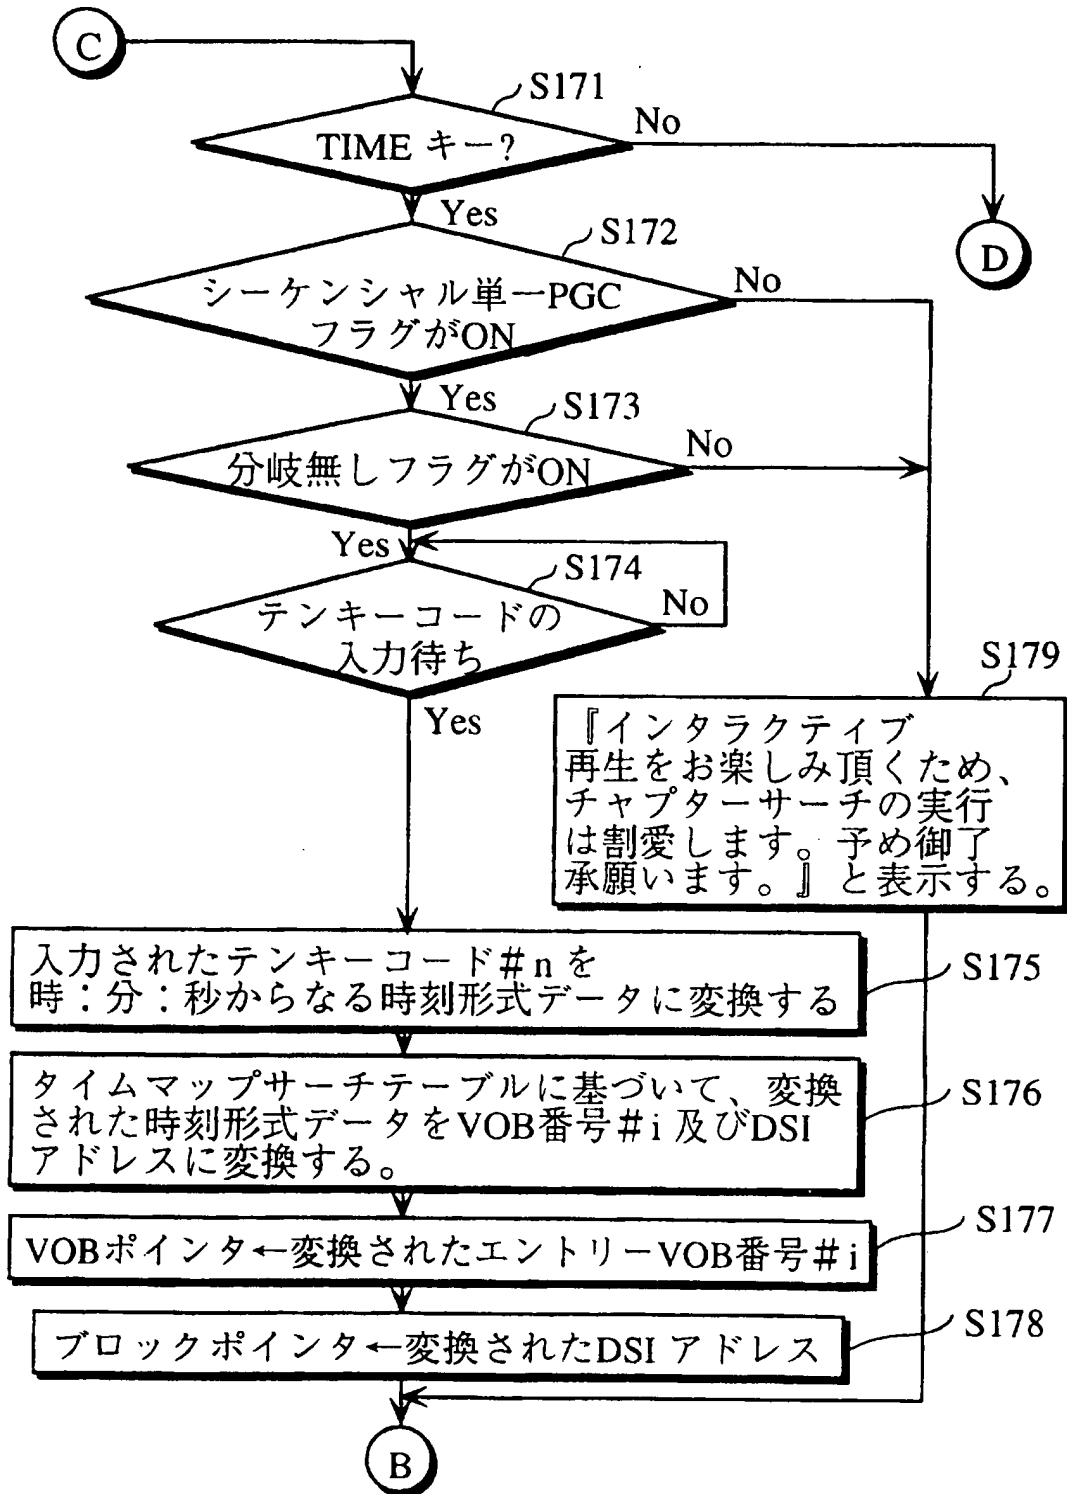 C
S171
TIME キー?
No
Yes
S172
D
シーケンシャル単一PGC
フラグがON
No
Yes
S173
分岐無しフラグがON
No
Yes
S174
テンキーコードの
入力待ち
No
Yes
S179
『インタラクティブ
再生をお楽しみ頂くため、
チャプターサーチの実行
は割愛します。予め御了
承願います。』と表示する。
入力されたテンキーコード#nを
時:分:秒からなる時刻形式データに変換する
S175
タイムマップサーチテーブルに基づいて、変換
された時刻形式データをVOB番号#i 及びDSI
アドレスに変換する。
S176
VOBポインタ←変換されたエントリーVOB番号#i
S177
ブロックポインタ←変換されたDSI アドレス
S178
B